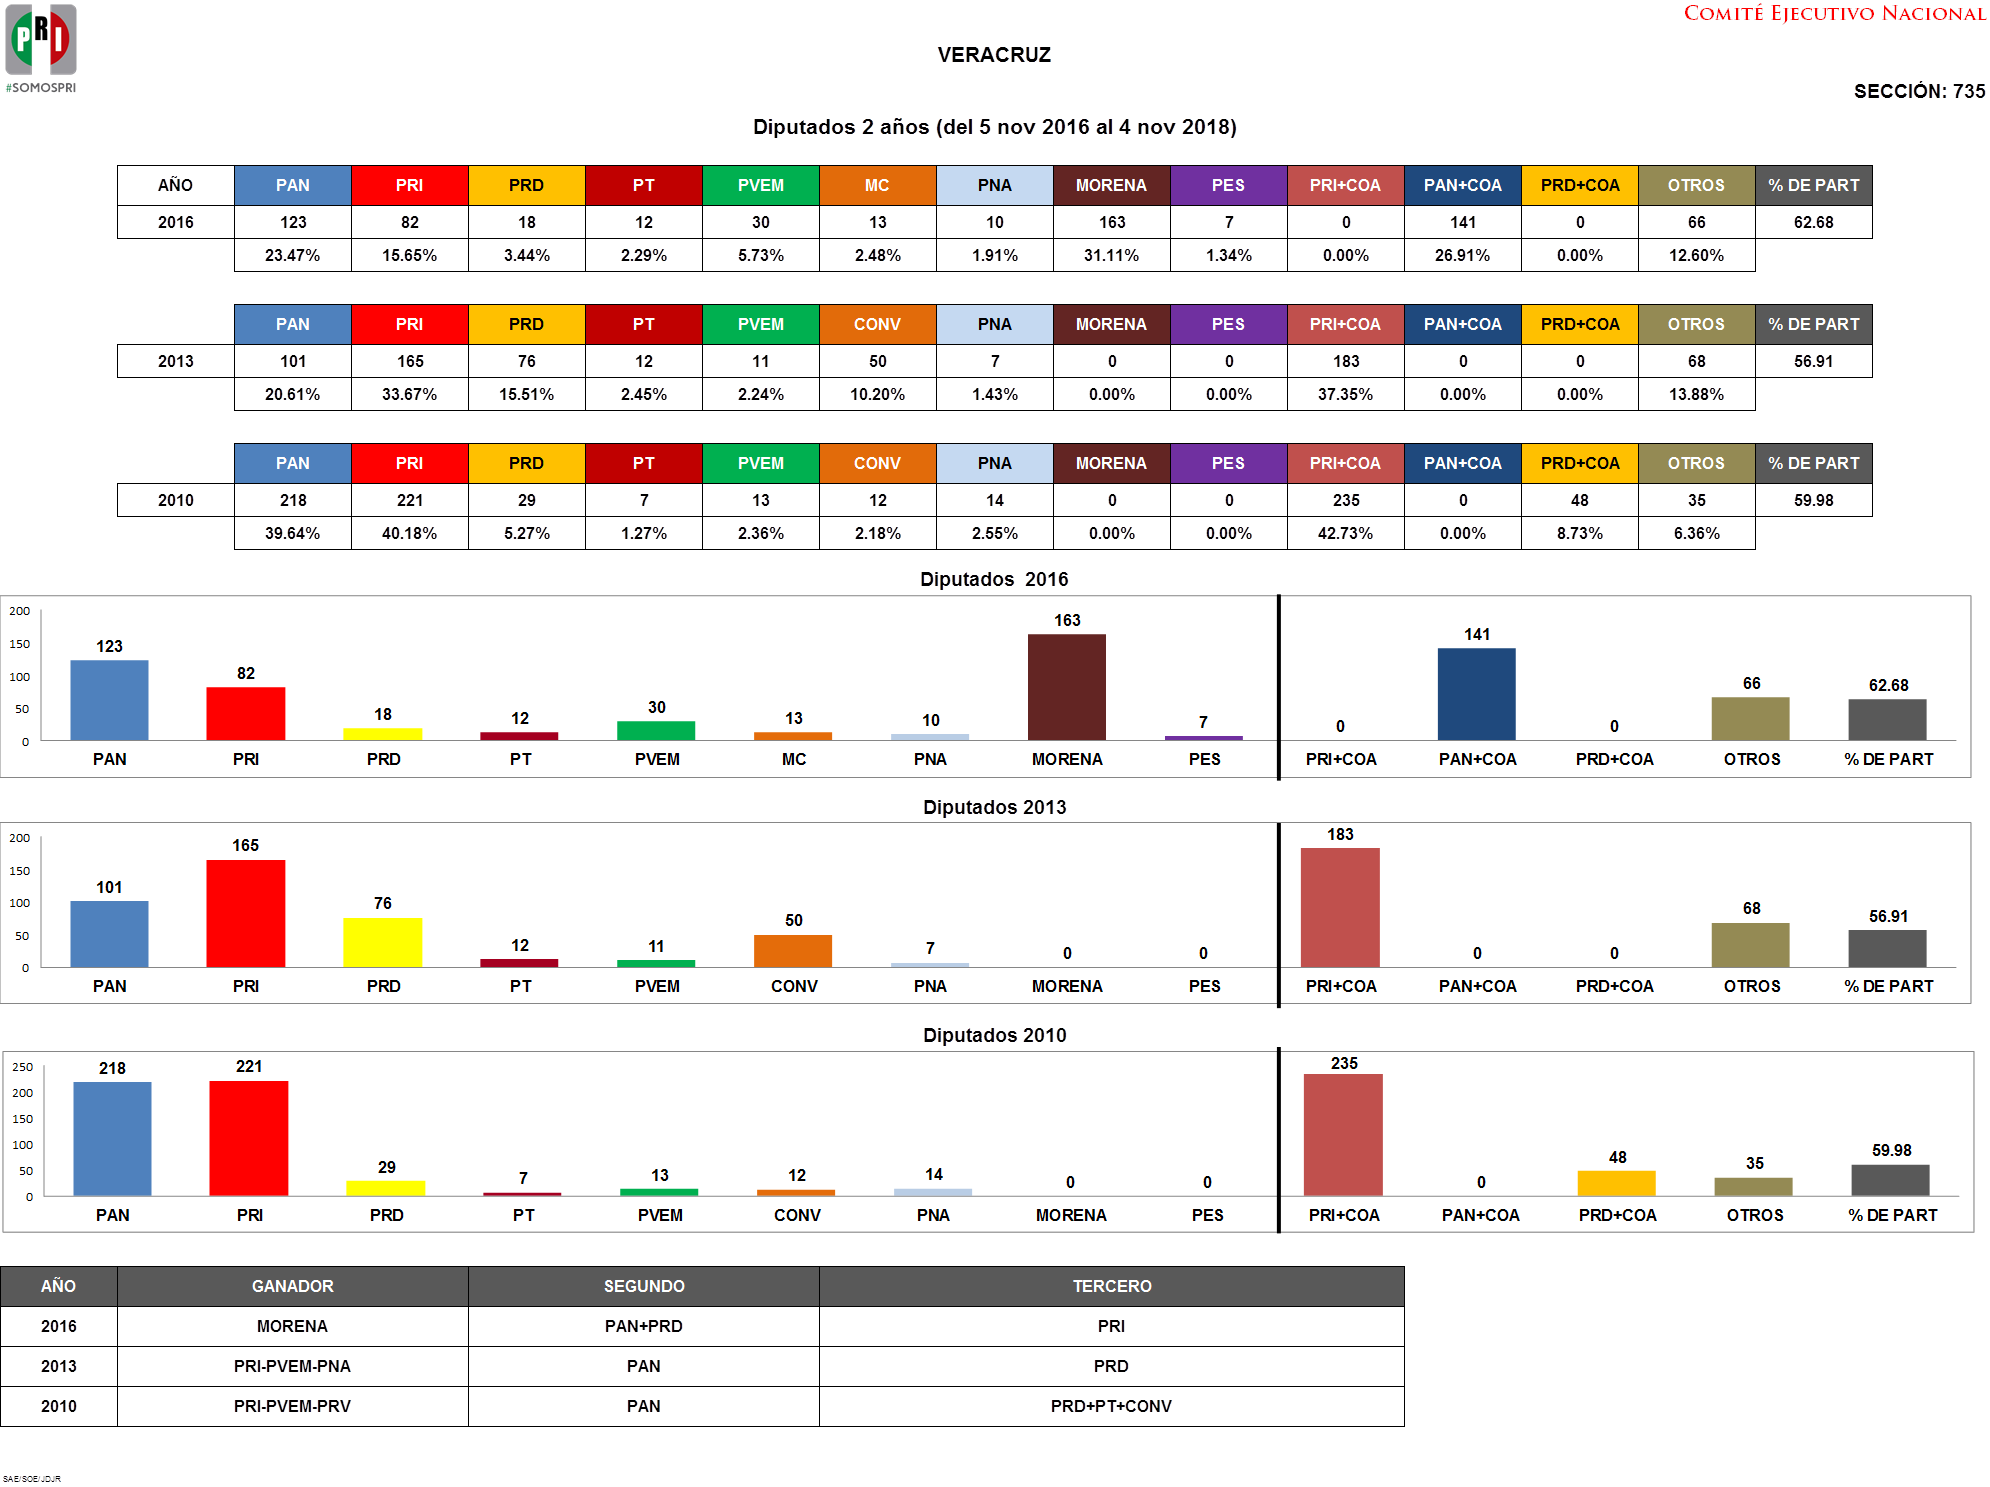 PRI
#SOMOSPRI
COMITÉ EJECUTIVO NACIONAL
VERACRUZ
SECCIÓN: 735
Diputados 2 años (del 5 nov 2016 al 4 nov 2018)
AÑO PAN PRI PRD PT PVEM MC PNA MORENA PES PRI+COA PAN+COA PRD+COA OTROS % DE PART
2016 123 82 18 12 30 13 10 163 7 0 141 0 66 62.68
23.47% 15.65% 3.44% 2.29% 5.73% 2.48% 1.91% 31.11% 1.34% 0.00% 26.91% 0.00% 12.60%
PAN PRI PRD PT PVEM CONV PNA MORENA PES PRI+COA PAN+COA PRD+COA OTROS % DE PART
2013 101 165 76 12 11 50 7 0 0 183 0 0 68 56.91
20.61% 33.67% 15.51% 2.45% 2.24% 10.20% 1.43% 0.00% 0.00% 37.35% 0.00% 0.00% 13.88%
PAN PRI PRD PT PVEM CONV PNA MORENA PES PRI+COA PAN+COA PRD+COA OTROS % DE PART
2010 218 221 29 7 13 12 14 0 0 235 0 48 35 59.98
39.64% 40.18% 5.27% 1.27% 2.36% 2.18% 2.55% 0.00% 0.00% 42.73% 0.00% 8.73% 6.36%
Diputados 2016
200
150
100
50
0
123 82 18 12 30 13 10 163 7 0 141 0 66 62.68
PAN PRI PRD PT PVEM MC PNA MORENA PES PRI+COA PAN+COA PRD+COA OTROS % DE PART
Diputados 2013
200
150
100
50
0
101 165 76 12 11 50 7 0 0 183 0 0 68 56.91
PAN PRI PRD PT PVEM CONV PNA MORENA PES PRI+COA PAN+COA PRD+COA OTROS % DE PART
Diputados 2010
250
200
150
100
50
0
218 221 29 7 13 12 14 0 0 235 0 48 35 59.98
PAN PRI PRD PT PVEM CONV PNA MORENA PES PRI+COA PAN+COA PRD+COA OTROS % DE PART
AÑO GANADOR SEGUNDO TERCERO
2016 MORENA PAN+PRD PRI
2013 PRI-PVEM-PNA PAN PRD
2010 PRI-PVEM-PRV PAN PRD+PT+CONV
SAE/SOE/JDJR